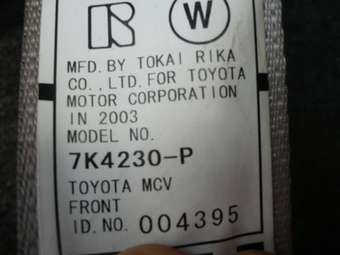 R W
MFD. BY TOKAI RIKA
CO., LTD. FOR TOYOTA
MOTOR CORPORATION
IN 2003
MODEL NO.
7K4230-P
TOYOTA MCV
FRONT
ID. NO. 004395